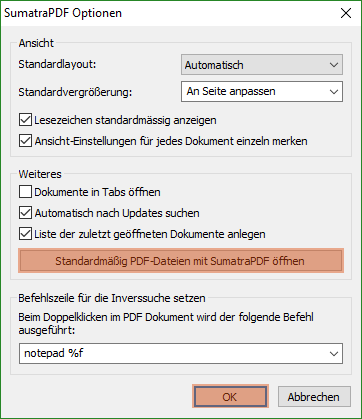 SumatraPDF Optionen
Ansicht
Standardlayout: Automatisch
Standardvergrößerung: An Seite anpassen
Lesezeichen standardmässig anzeigen
Ansicht-Einstellungen für jedes Dokument einzeln merken
Weiteres
Dokumente in Tabs öffnen
Automatisch nach Updates suchen
Liste der zuletzt geöffneten Dokumente anlegen
Standardmäßig PDF-Dateien mit SumatraPDF öffnen
Befehlszeile für die Inverssuche setzen
Beim Doppelklicken im PDF Dokument wird der folgende Befehl
ausgeführt:
notepad %f
OK Abbrechen